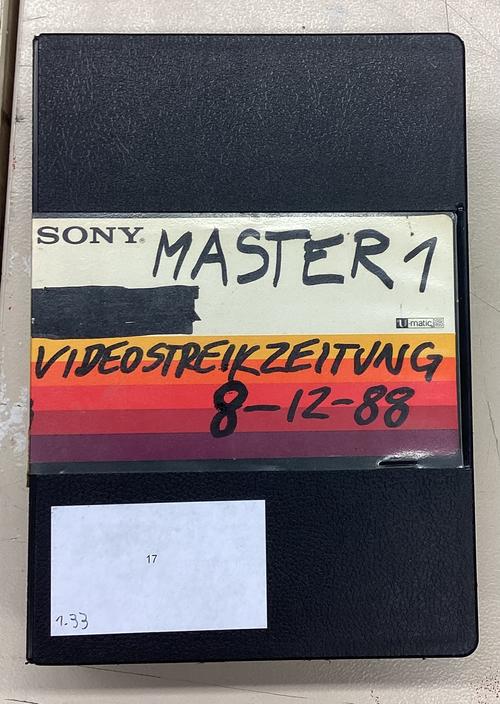 SONY® MASTER 1
U-matic
VIDEOSTREIKZEITUNG
8-12-88
17
1.33